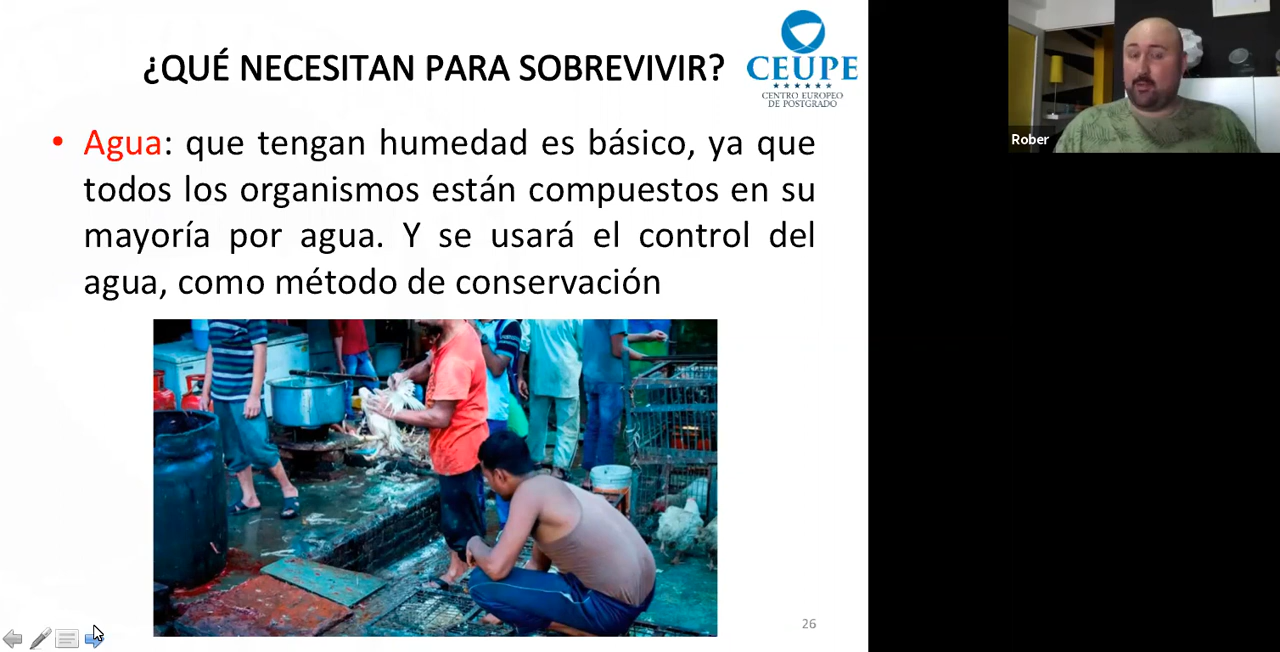 ¿QUÉ NECESITAN PARA SOBREVIVIR?
CEUPE
CENTRO EUROPEO
DE POSTGRADO
• Agua: que tengan humedad es básico, ya que
todos los organismos están compuestos en su
mayoría por agua. Y se usará el control del
agua, como método de conservación
26
Rober